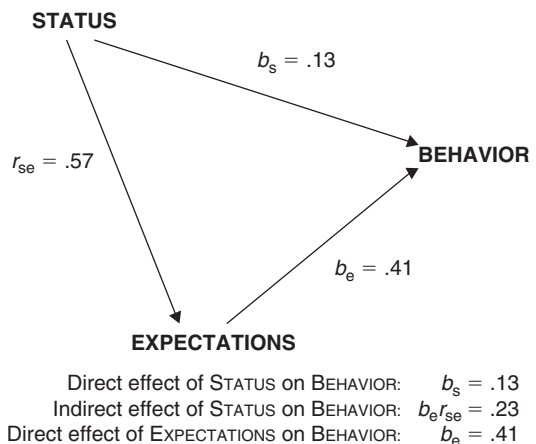 STATUS
b_s = .13
r_se = .57
BEHAVIOR
b_e = .41
EXPECTATIONS
Direct effect of STATUS on BEHAVIOR: b_s = .13
Indirect effect of STATUS on BEHAVIOR: b_e r_se = .23
Direct effect of EXPECTATIONS on BEHAVIOR: b_e = .41